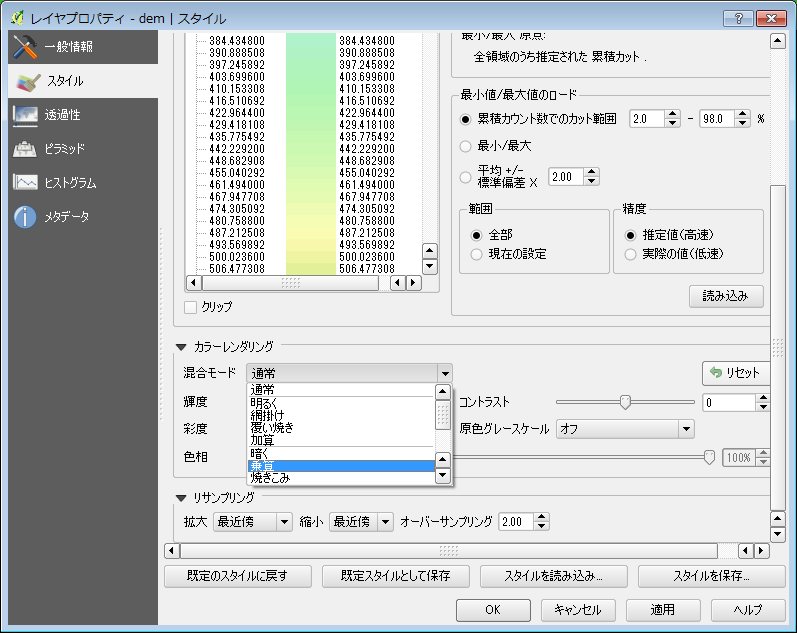 レイヤプロパティ - dem | スタイル
一般情報
スタイル
透過性
ピラミッド
ヒストグラム
メタデータ
384.434800 384.434800
390.888508 390.888508
397.245892 397.245892
403.699600 403.699600
410.153308 410.153308
416.510692 416.510692
422.964400 422.964400
429.418108 429.418108
435.775492 435.775492
442.229200 442.229200
448.682908 448.682908
455.040292 455.040292
461.494000 461.494000
467.947708 467.947708
474.305092 474.305092
480.758800 480.758800
487.212508 487.212508
493.569892 493.569892
500.023600 500.023600
506.477308 506.477308
クリップ
最小/最大 原点:
全領域のうち推定された 累積カット .
最小値/最大値のロード
累積カウント数でのカット範囲 2.0 - 98.0 %
最小/最大
平均 +/-
標準偏差 X 2.00
範囲
全部
現在の設定
精度
推定値(高速)
実際の値(低速)
読み込み
カラーレンダリング
混合モード 通常 リセット
通常
明るく
網掛け
覆い焼き
加算
暗く
乗算
焼きこみ
輝度 コントラスト 0
彩度 原色グレースケール オフ
色相 100%
リサンプリング
拡大 最近傍 縮小 最近傍 オーバーサンプリング 2.00
既定のスタイルに戻す 既定スタイルとして保存 スタイルを読み込み... スタイルを保存...
OK キャンセル 適用 ヘルプ